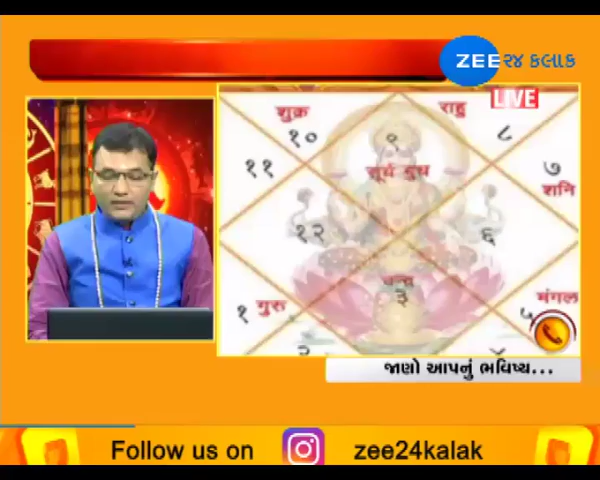 ZEE ૨૪ કલાક
LIVE
शुक्र
राहु
१०
९
८
११
सूर्य बुध
७
शनि
१२
६
चन्द्र
३
१
गुरु
मंगल
५
જાણો આપનું ભવિષ્ય...
Follow us on
zee24kalak